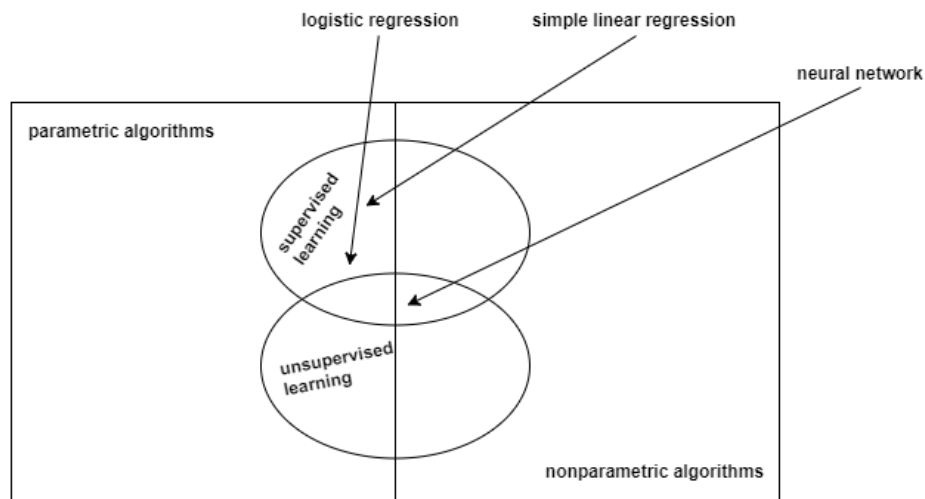 logistic regression
simple linear regression
neural network
parametric algorithms
supervised
learning
unsupervised
learning
nonparametric algorithms